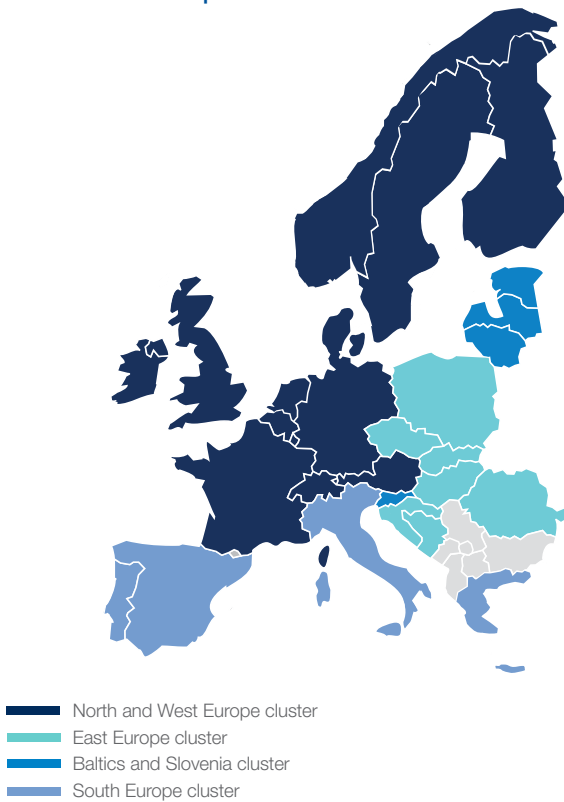 North and West Europe cluster
East Europe cluster
Baltics and Slovenia cluster
South Europe cluster